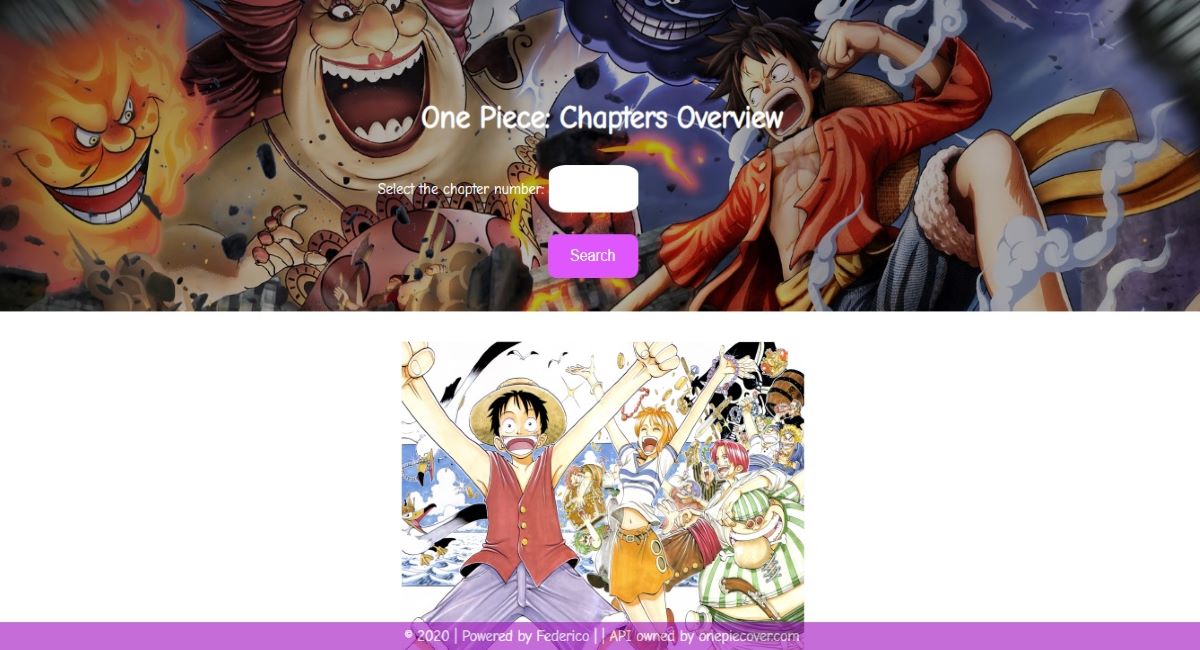 One Piece: Chapters Overview
Select the chapter number:
Search
© 2020 | Powered by Federico | | API owned by onepiecover.com